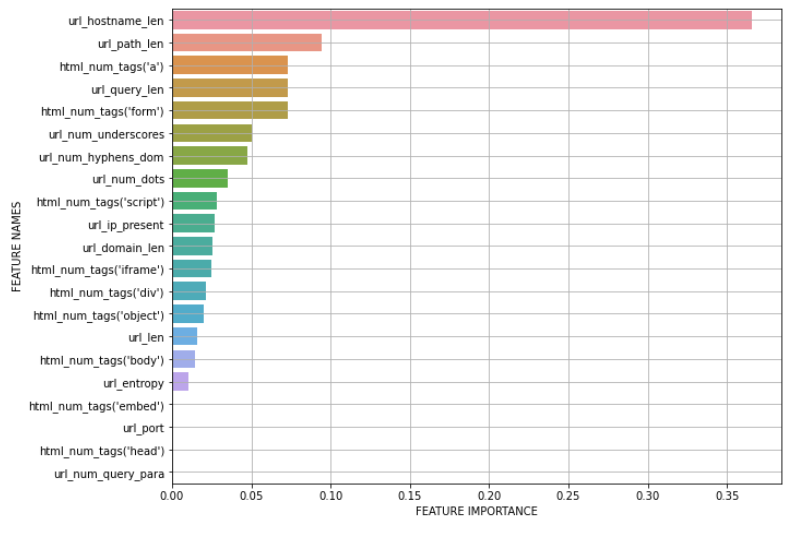 url_hostname_len
url_path_len
html_num_tags('a')
url_query_len
html_num_tags('form')
url_num_underscores
url_num_hyphens_dom
url_num_dots
html_num_tags('script')
url_ip_present
url_domain_len
html_num_tags('iframe')
html_num_tags('div')
html_num_tags('object')
url_len
html_num_tags('body')
url_entropy
html_num_tags('embed')
url_port
html_num_tags('head')
url_num_query_para
FEATURE NAMES
0.00 0.05 0.10 0.15 0.20 0.25 0.30 0.35
FEATURE IMPORTANCE